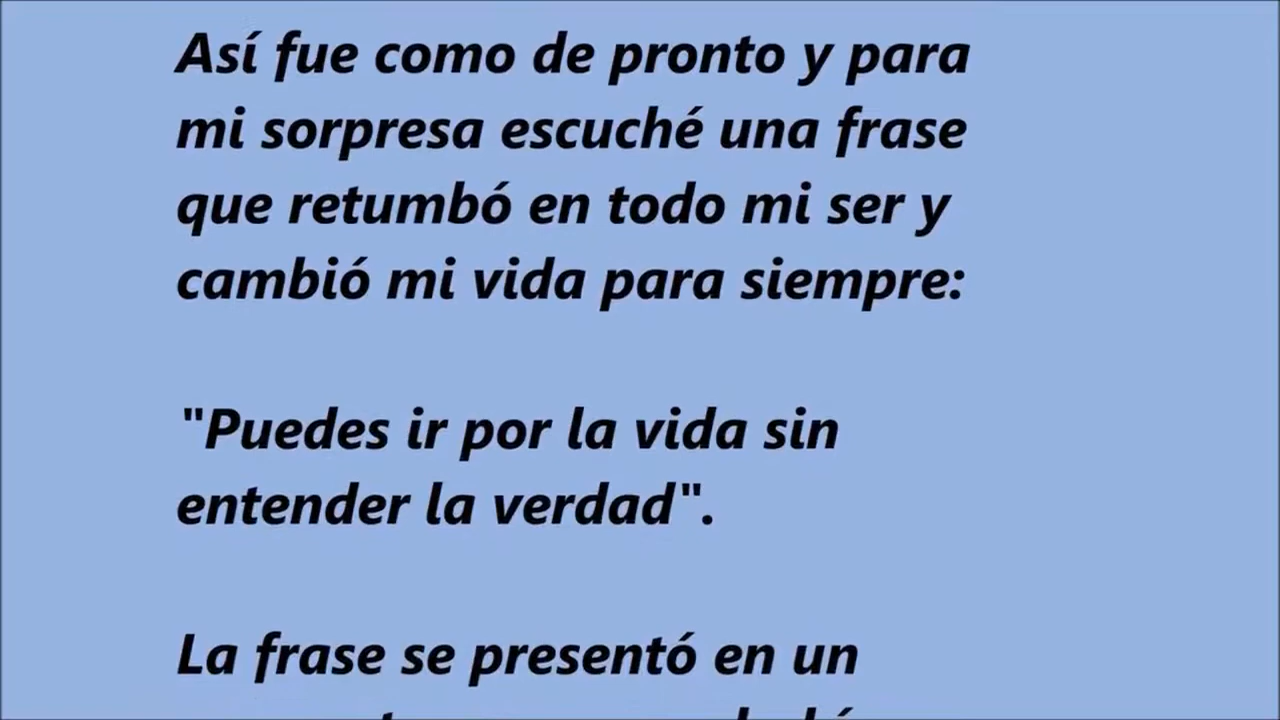 Así fue como de pronto y para
mi sorpresa escuché una frase
que retumbó en todo mi ser y
cambió mi vida para siempre:
"Puedes ir por la vida sin
entender la verdad".
La frase se presentó en un